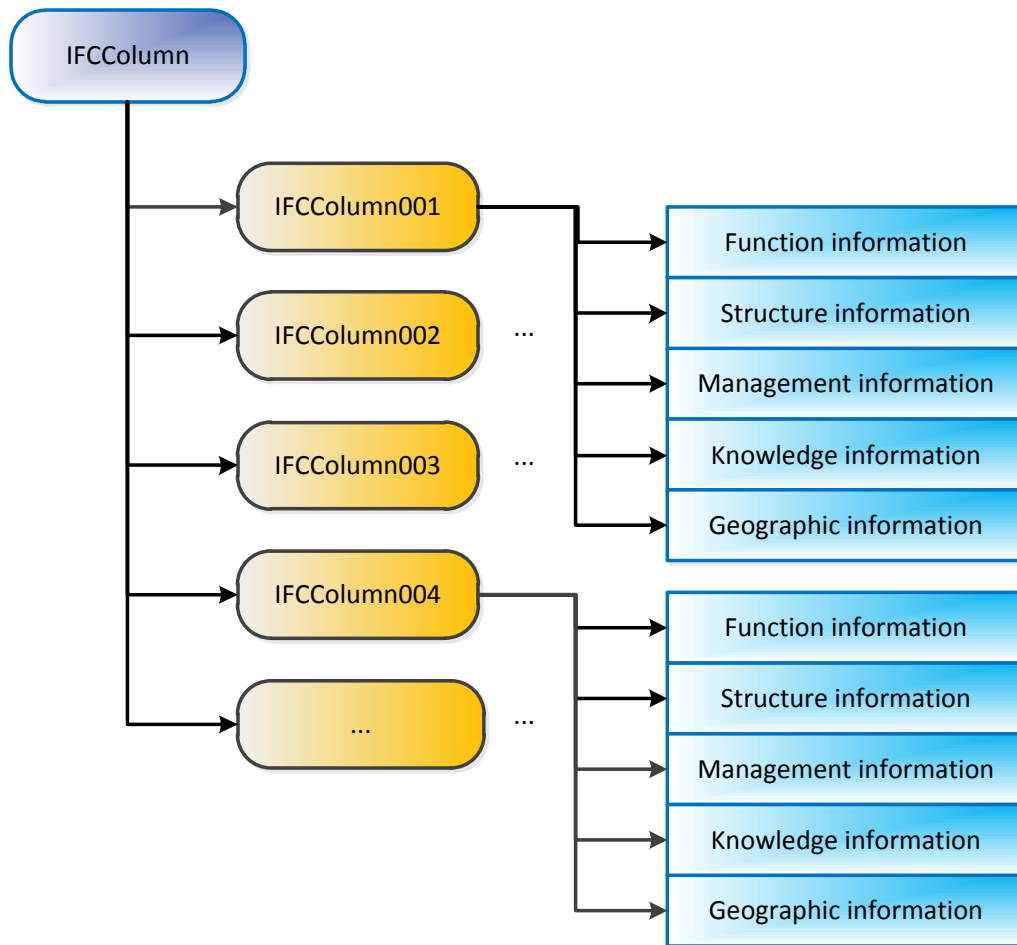 IFCColumn
IFCColumn001
Function information
Structure information
IFCColumn002
...
Management information
Knowledge information
IFCColumn003
...
Geographic information
IFCColumn004
Function information
Structure information
...
...
Management information
Knowledge information
Geographic information